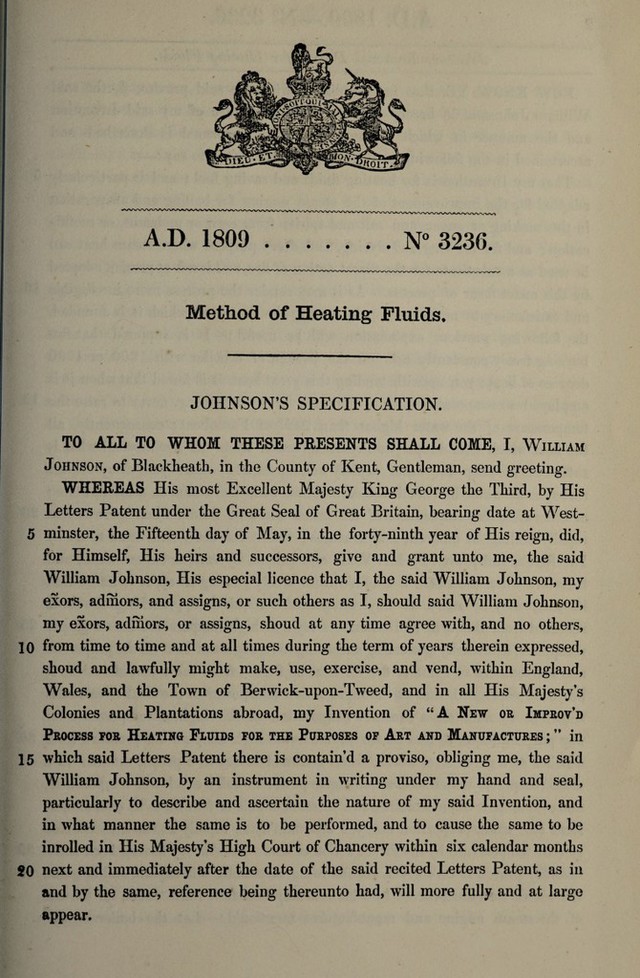 DIEU ET MON DROIT
A.D. 1809 . . . . . . . No 3236.
Method of Heating Fluids.
JOHNSON'S SPECIFICATION.
TO ALL TO WHOM THESE PRESENTS SHALL COME, I, WILLIAM
JOHNSON, of Blackheath, in the County of Kent, Gentleman, send greeting.
WHEREAS His most Excellent Majesty King George the Third, by His
Letters Patent under the Great Seal of Great Britain, bearing date at West-
5 minster, the Fifteenth day of May, in the forty-ninth year of His reign, did,
for Himself, His heirs and successors, give and grant unto me, the said
William Johnson, His especial licence that I, the said William Johnson, my
exors, adm̃ors, and assigns, or such others as I, should said William Johnson,
my exors, adm̃ors, or assigns, shoud at any time agree with, and no others,
10 from time to time and at all times during the term of years therein expressed,
shoud and lawfully might make, use, exercise, and vend, within England,
Wales, and the Town of Berwick-upon-Tweed, and in all His Majesty's
Colonies and Plantations abroad, my Invention of "A NEW OR IMPROV'D
PROCESS FOR HEATING FLUIDS FOR THE PURPOSES OF ART AND MANUFACTURES;" in
15 which said Letters Patent there is contain'd a proviso, obliging me, the said
William Johnson, by an instrument in writing under my hand and seal,
particularly to describe and ascertain the nature of my said Invention, and
in what manner the same is to be performed, and to cause the same to be
inrolled in His Majesty's High Court of Chancery within six calendar months
20 next and immediately after the date of the said recited Letters Patent, as in
and by the same, reference being thereunto had, will more fully and at large
appear.